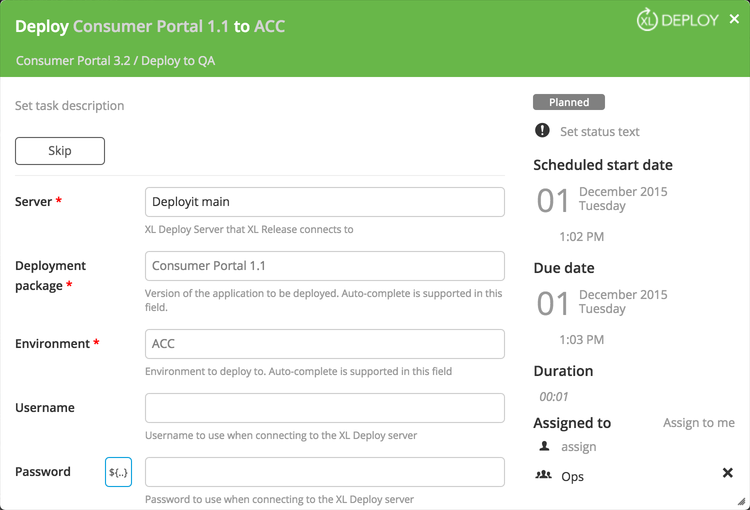 Deploy Consumer Portal 1.1 to ACC
XL DEPLOY
Consumer Portal 3.2 / Deploy to QA
Set task description
Skip
Server *
Deployit main
XL Deploy Server that XL Release connects to
Deployment
package *
Consumer Portal 1.1
Version of the application to be deployed. Auto-complete is supported in this
field.
Environment *
ACC
Environment to deploy to. Auto-complete is supported in this field
Username
Username to use when connecting to the XL Deploy server
Password
${..}
Password to use when connecting to the XL Deploy server
Planned
Set status text
Scheduled start date
01
December 2015
Tuesday
1:02 PM
Due date
01
December 2015
Tuesday
1:03 PM
Duration
00:01
Assigned to
Assign to me
assign
Ops